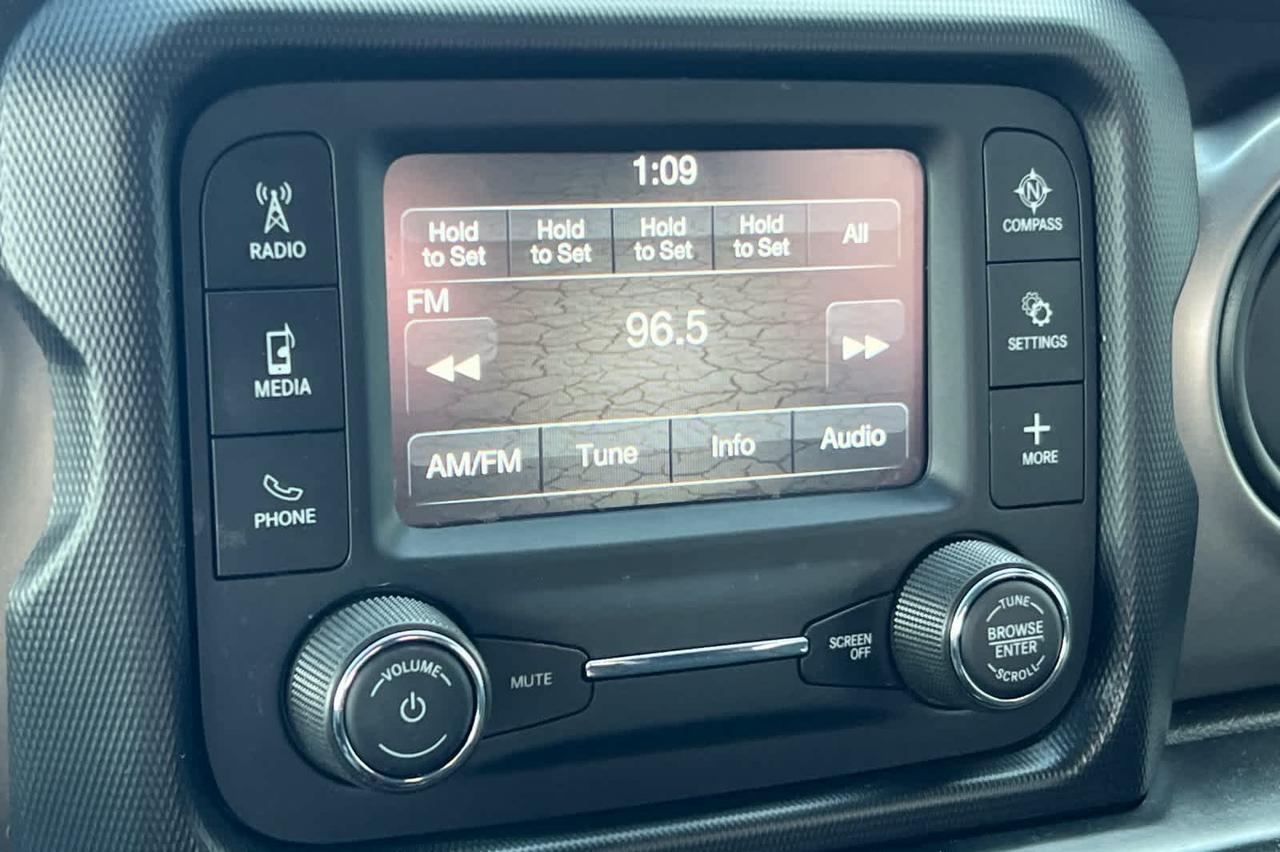 1:09
Hold
to Set
Hold
to Set
Hold
to Set
Hold
to Set
All
FM
96.5
AM/FM
Tune
Info
Audio
RADIO
MEDIA
PHONE
N
COMPASS
SETTINGS
MORE
VOLUME
MUTE
SCREEN
OFF
TUNE
BROWSE
ENTER
SCROLL